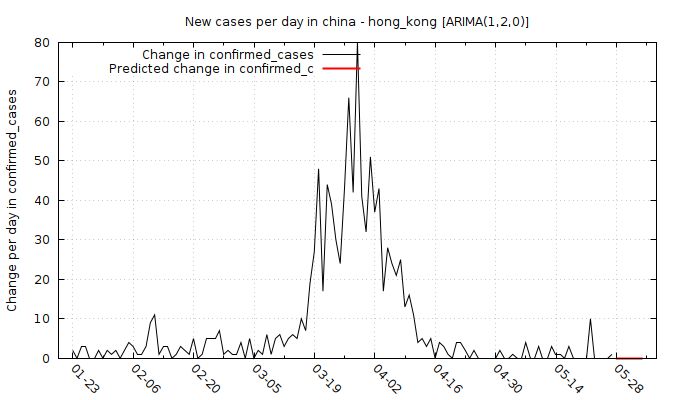 New cases per day in china - hong_kong [ARIMA(1,2,0)]
Change in confirmed_cases
Predicted change in confirmed_c
Change per day in confirmed_cases
80
70
60
50
40
30
20
10
0
01-23 02-06 02-20 03-05 03-19 04-02 04-16 04-30 05-14 05-28